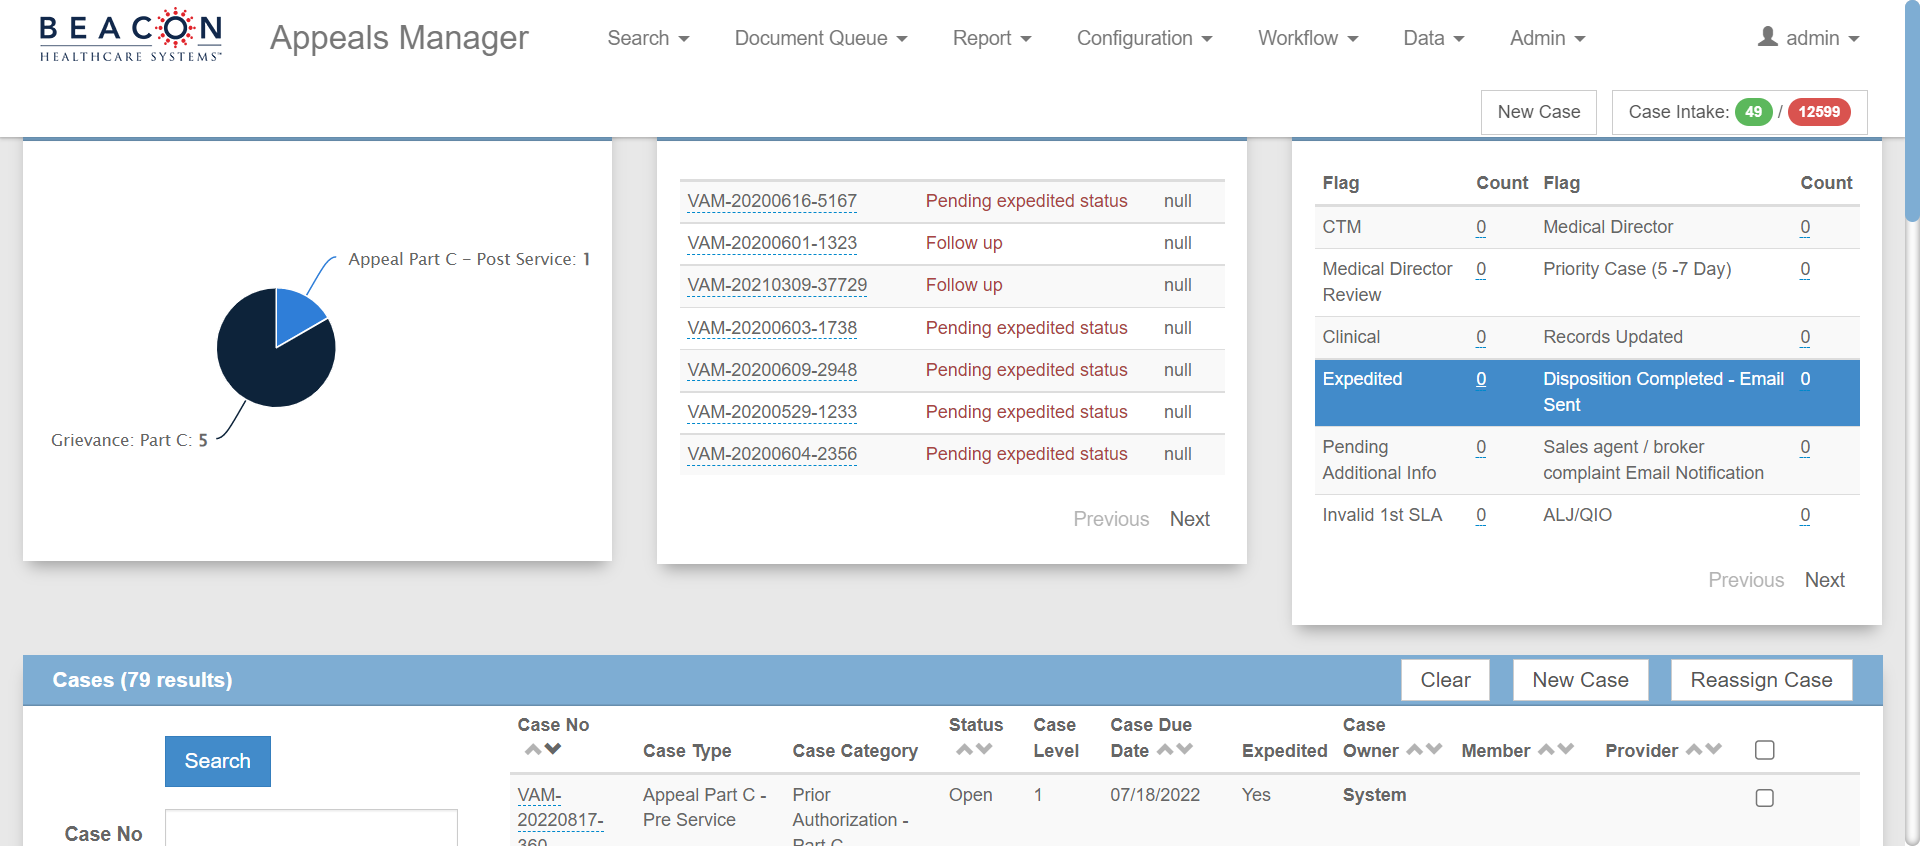 BEACON
HEALTHCARE SYSTEMS™
Appeals Manager
Search
Document Queue
Report
Configuration
Workflow
Data
Admin
admin
New Case
Case Intake: 49 / 12599
Appeal Part C - Post Service: 1
Grievance: Part C: 5
VAM-20200616-5167 Pending expedited status null
VAM-20200601-1323 Follow up null
VAM-20210309-37729 Follow up null
VAM-20200603-1738 Pending expedited status null
VAM-20200609-2948 Pending expedited status null
VAM-20200529-1233 Pending expedited status null
VAM-20200604-2356 Pending expedited status null
Previous Next
Flag Count Flag Count
CTM 0 Medical Director 0
Medical Director 0 Priority Case (5 -7 Day) 0
Review
Clinical 0 Records Updated 0
Expedited 0 Disposition Completed - Email 0
Sent
Pending 0 Sales agent / broker 0
Additional Info complaint Email Notification
Invalid 1st SLA 0 ALJ/QIO 0
Previous Next
Cases (79 results)
Clear
New Case
Reassign Case
Search
Case No
Case No Status Case Case Due Case
Case Type Case Category Level Date Expedited Owner Member Provider
VAM- Appeal Part C - Prior Open 1 07/18/2022 Yes System
20220817- Pre Service Authorization -
360 Part C